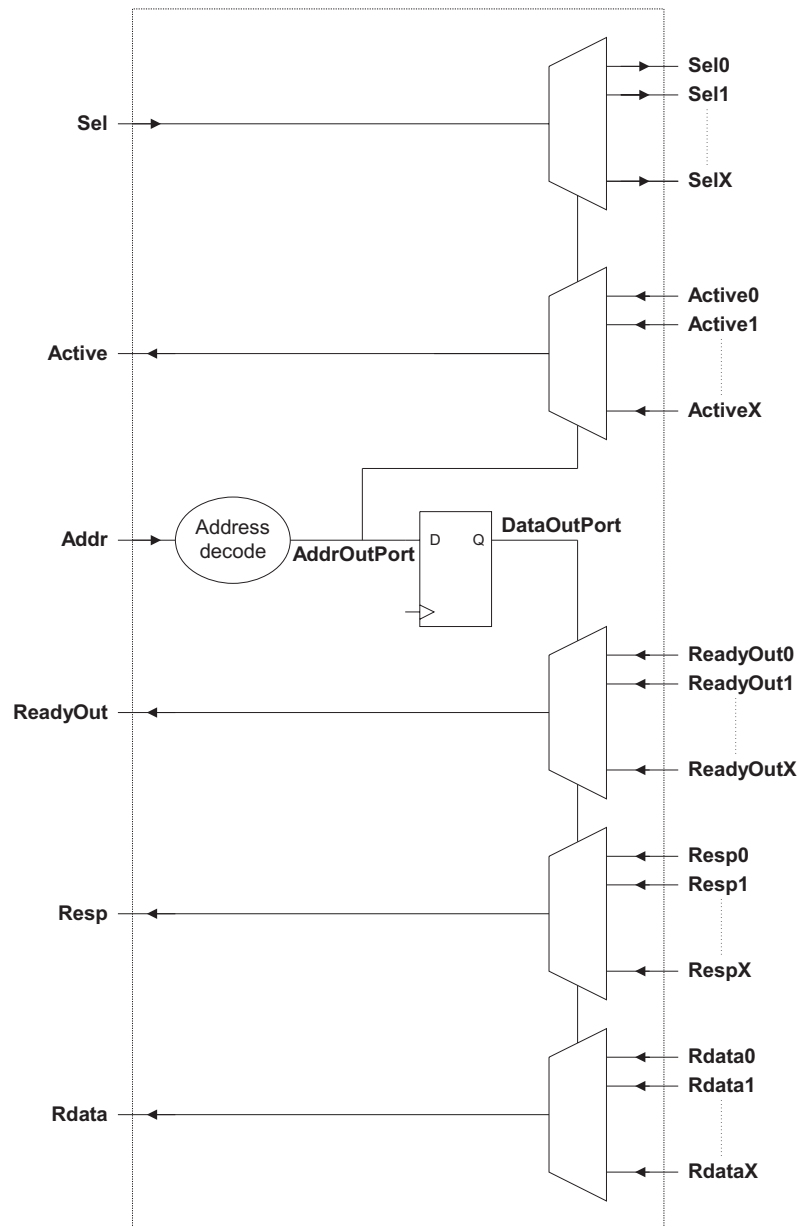 Sel0
Sel1
Sel
SelX
Active0
Active1
Active
ActiveX
Addr
Address
decode
AddrOutPort
D
Q
DataOutPort
ReadyOut0
ReadyOut1
ReadyOut
ReadyOutX
Resp0
Resp1
Resp
RespX
Rdata0
Rdata1
Rdata
RdataX